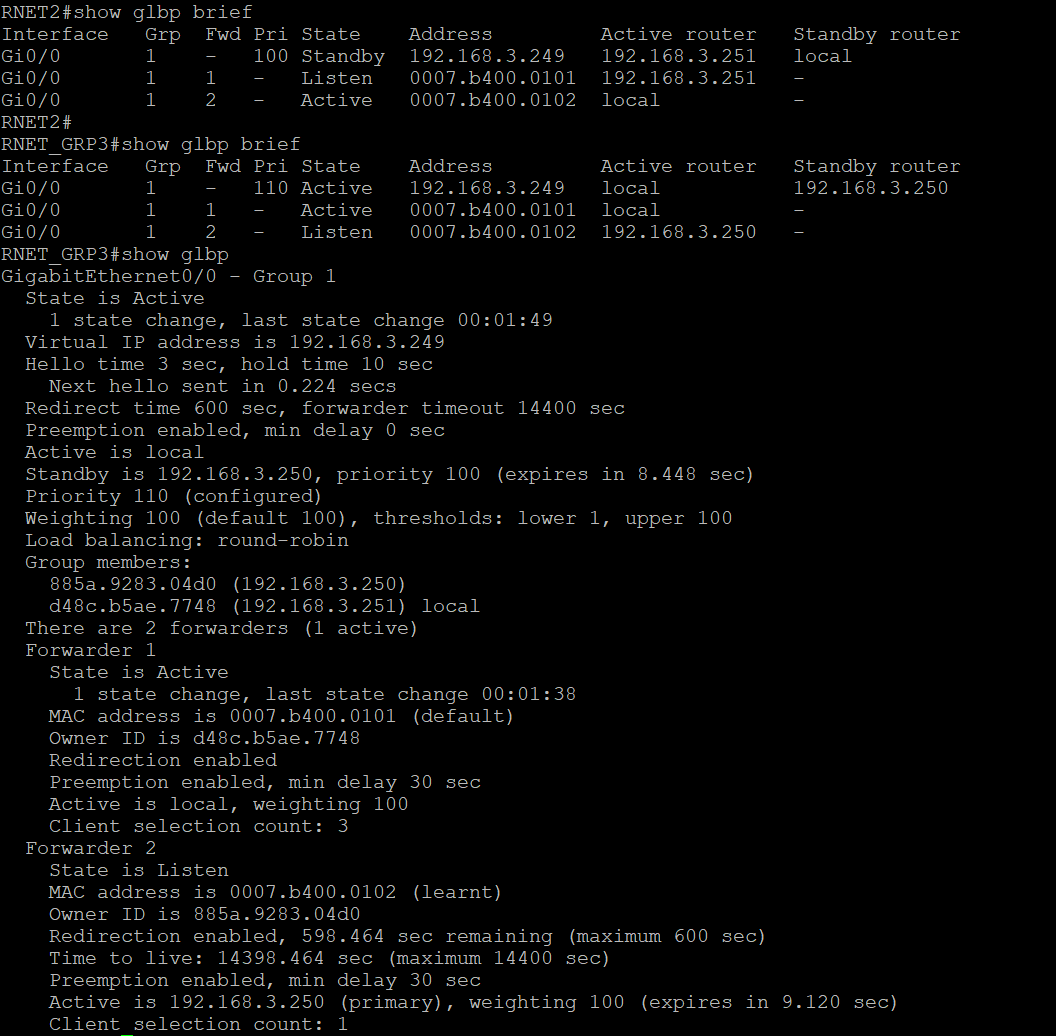 RNET2#show glbp brief
Interface   Grp  Fwd Pri State    Address         Active router   Standby router
Gi0/0       1    -   100 Standby  192.168.3.249   192.168.3.251   local
Gi0/0       1    1   -   Listen   0007.b400.0101  192.168.3.251   -
Gi0/0       1    2   -   Active   0007.b400.0102  local           -
RNET2#
RNET_GRP3#show glbp brief
Interface   Grp  Fwd Pri State    Address         Active router   Standby router
Gi0/0       1    -   110 Active   192.168.3.249   local           192.168.3.250
Gi0/0       1    1   -   Active   0007.b400.0101  local           -
Gi0/0       1    2   -   Listen   0007.b400.0102  192.168.3.250   -
RNET_GRP3#show glbp
GigabitEthernet0/0 - Group 1
  State is Active
    1 state change, last state change 00:01:49
  Virtual IP address is 192.168.3.249
  Hello time 3 sec, hold time 10 sec
    Next hello sent in 0.224 secs
  Redirect time 600 sec, forwarder timeout 14400 sec
  Preemption enabled, min delay 0 sec
  Active is local
  Standby is 192.168.3.250, priority 100 (expires in 8.448 sec)
  Priority 110 (configured)
  Weighting 100 (default 100), thresholds: lower 1, upper 100
  Load balancing: round-robin
  Group members:
    885a.9283.04d0 (192.168.3.250)
    d48c.b5ae.7748 (192.168.3.251) local
  There are 2 forwarders (1 active)
  Forwarder 1
    State is Active
      1 state change, last state change 00:01:38
    MAC address is 0007.b400.0101 (default)
    Owner ID is d48c.b5ae.7748
    Redirection enabled
    Preemption enabled, min delay 30 sec
    Active is local, weighting 100
    Client selection count: 3
  Forwarder 2
    State is Listen
    MAC address is 0007.b400.0102 (learnt)
    Owner ID is 885a.9283.04d0
    Redirection enabled, 598.464 sec remaining (maximum 600 sec)
    Time to live: 14398.464 sec (maximum 14400 sec)
    Preemption enabled, min delay 30 sec
    Active is 192.168.3.250 (primary), weighting 100 (expires in 9.120 sec)
    Client selection count: 1